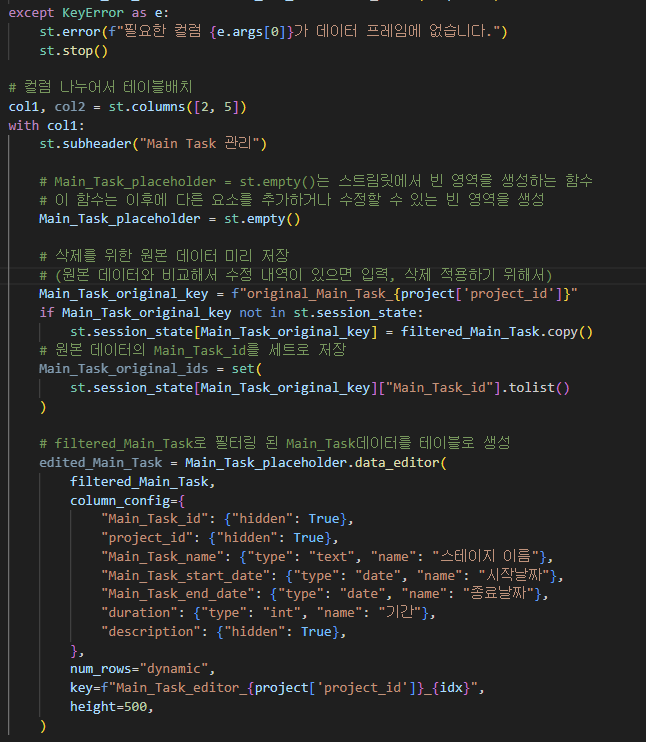 except KeyError as e:
    st.error(f"필요한 컬럼 {e.args[0]}가 데이터 프레임에 없습니다.")
    st.stop()
# 컬럼 나누어서 테이블배치
col1, col2 = st.columns([2, 5])
with col1:
    st.subheader("Main Task 관리")
    # Main_Task_placeholder = st.empty()는 스트림릿에서 빈 영역을 생성하는 함수
    # 이 함수는 이후에 다른 요소를 추가하거나 수정할 수 있는 빈 영역을 생성
    Main_Task_placeholder = st.empty()
    # 삭제를 위한 원본 데이터 미리 저장
    # (원본 데이터와 비교해서 수정 내역이 있으면 입력, 삭제 적용하기 위해서)
    Main_Task_original_key = f"original_Main_Task_{project['project_id']}"
    if Main_Task_original_key not in st.session_state:
        st.session_state[Main_Task_original_key] = filtered_Main_Task.copy()
    # 원본 데이터의 Main_Task_id를 세트로 저장
    Main_Task_original_ids = set(
        st.session_state[Main_Task_original_key]["Main_Task_id"].tolist()
    )
    # filtered_Main_Task로 필터링 된 Main_Task데이터를 테이블로 생성
    edited_Main_Task = Main_Task_placeholder.data_editor(
        filtered_Main_Task,
        column_config={
            "Main_Task_id": {"hidden": True},
            "project_id": {"hidden": True},
            "Main_Task_name": {"type": "text", "name": "스테이지 이름"},
            "Main_Task_start_date": {"type": "date", "name": "시작날짜"},
            "Main_Task_end_date": {"type": "date", "name": "종료날짜"},
            "duration": {"type": "int", "name": "기간"},
            "description": {"hidden": True},
        },
        num_rows="dynamic",
        key=f"Main_Task_editor_{project['project_id']}_{idx}",
        height=500,
    )